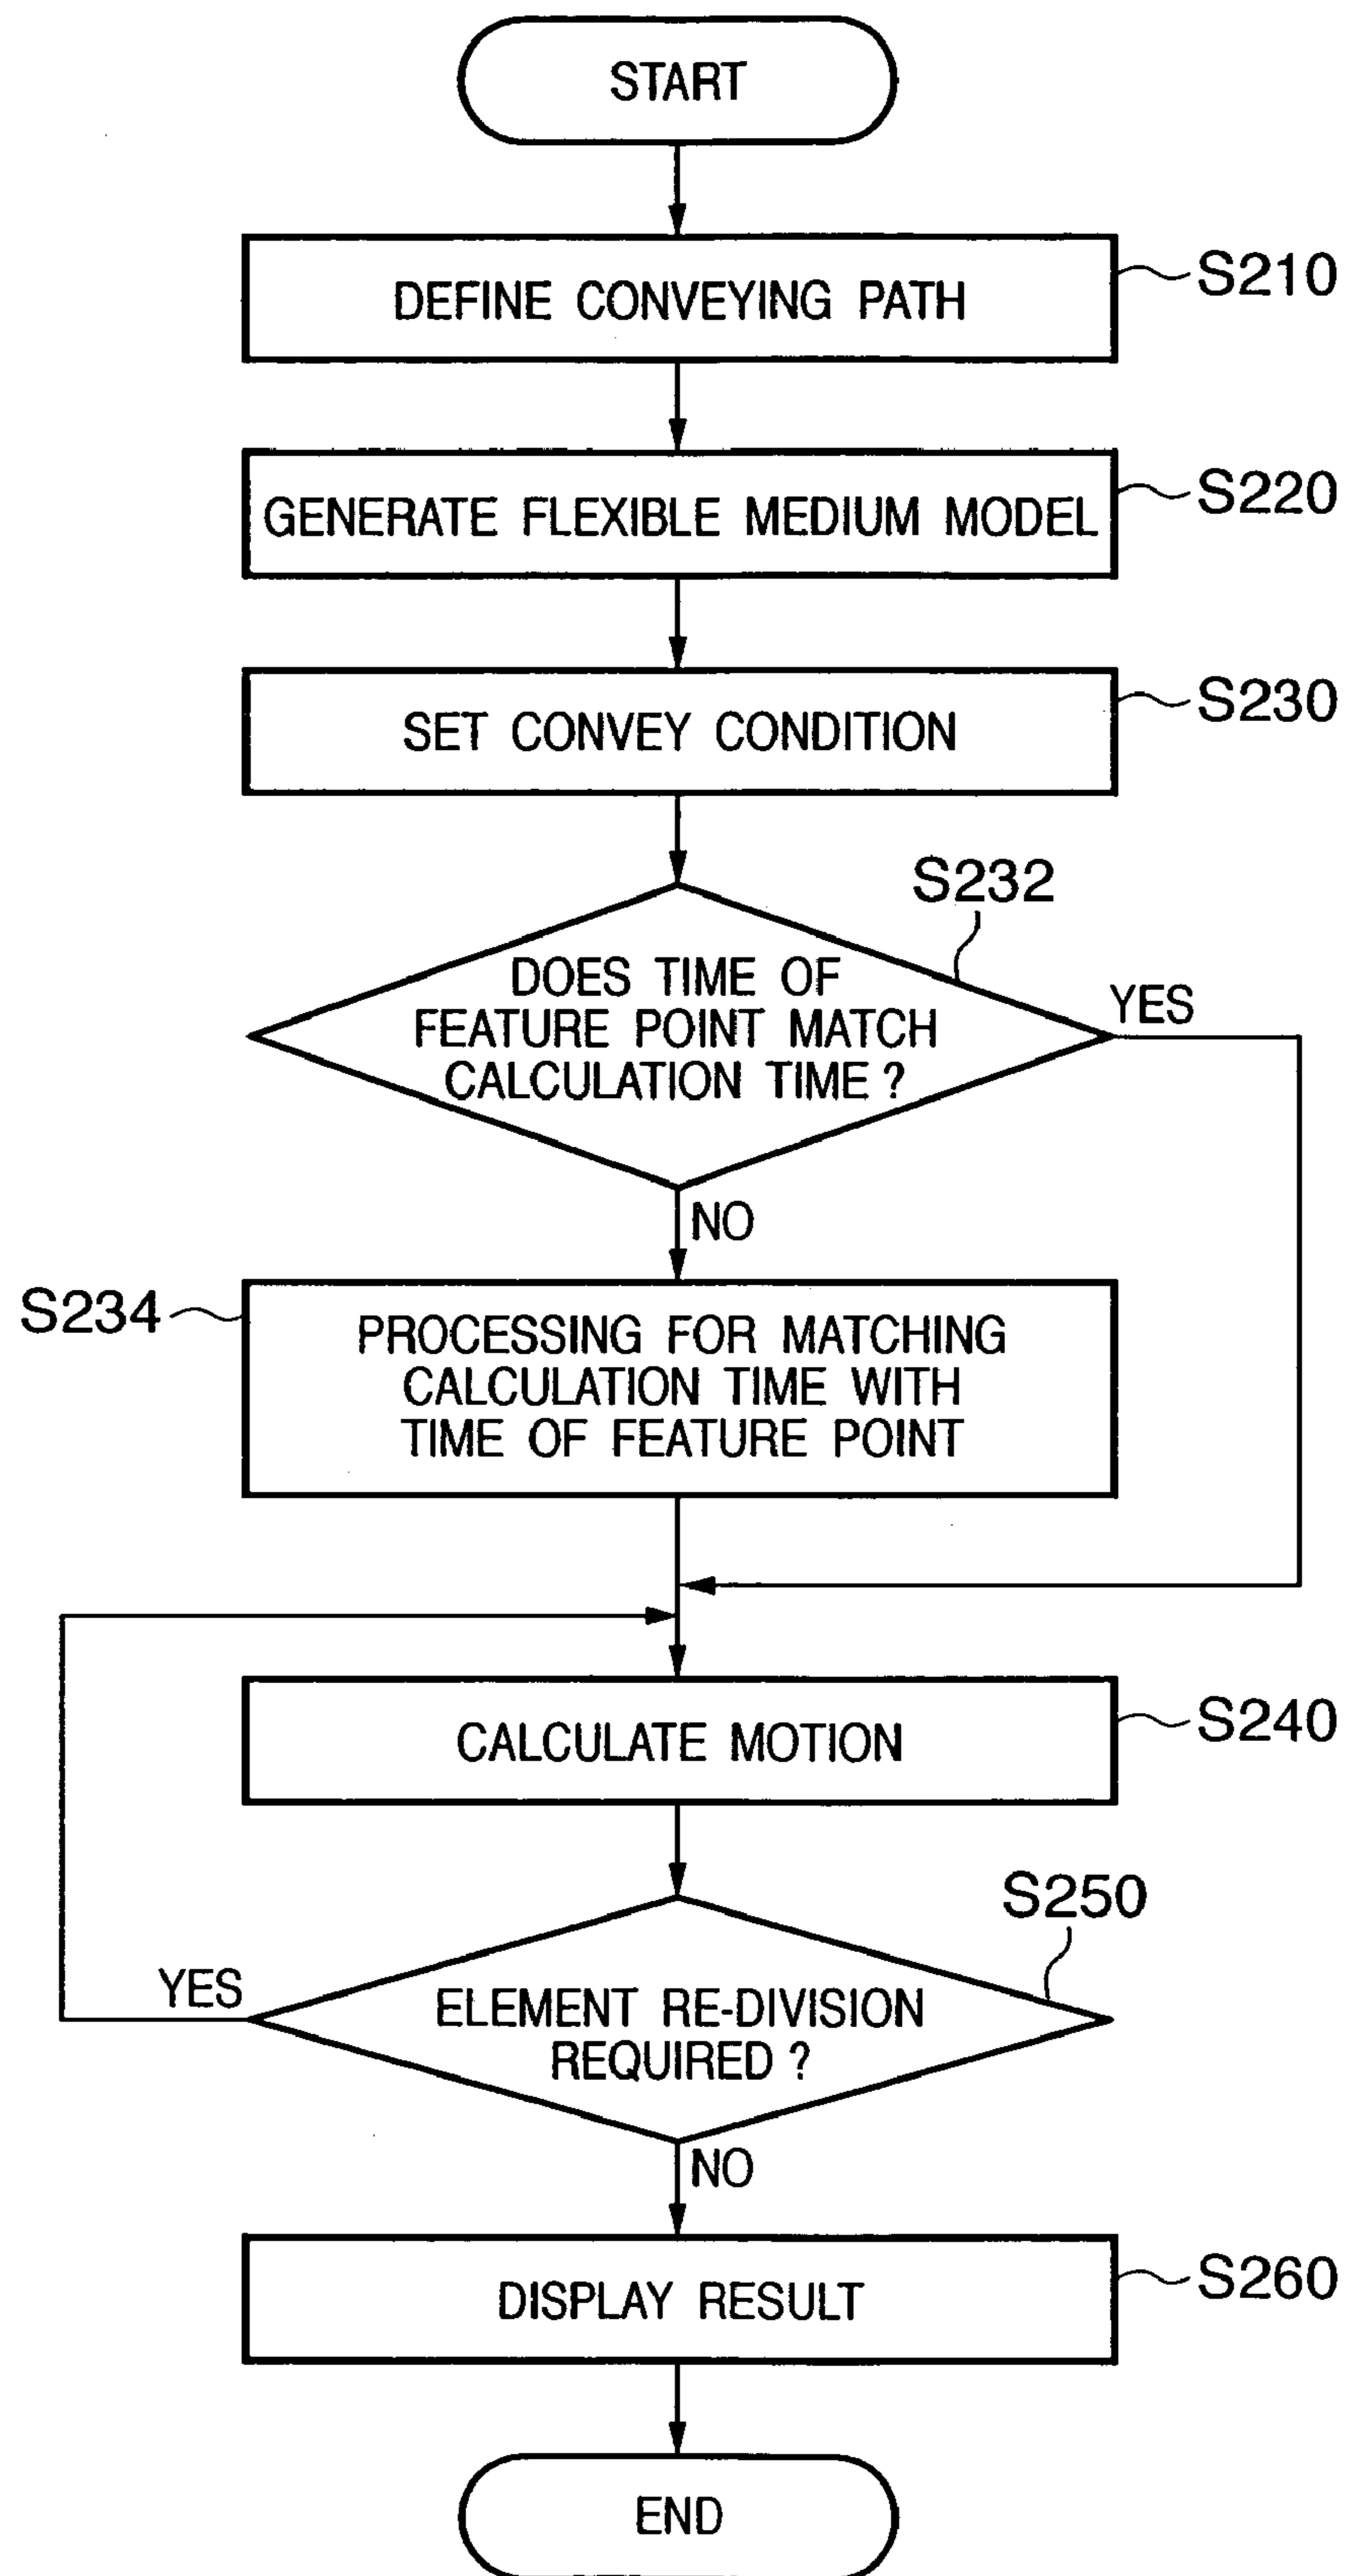 START
DEFINE CONVEYING PATH
S210
GENERATE FLEXIBLE MEDIUM MODEL
S220
SET CONVEY CONDITION
S230
S232
DOES TIME OF
FEATURE POINT MATCH
CALCULATION TIME ?
YES
NO
S234
PROCESSING FOR MATCHING
CALCULATION TIME WITH
TIME OF FEATURE POINT
CALCULATE MOTION
S240
S250
YES
ELEMENT RE-DIVISION
REQUIRED ?
NO
DISPLAY RESULT
S260
END